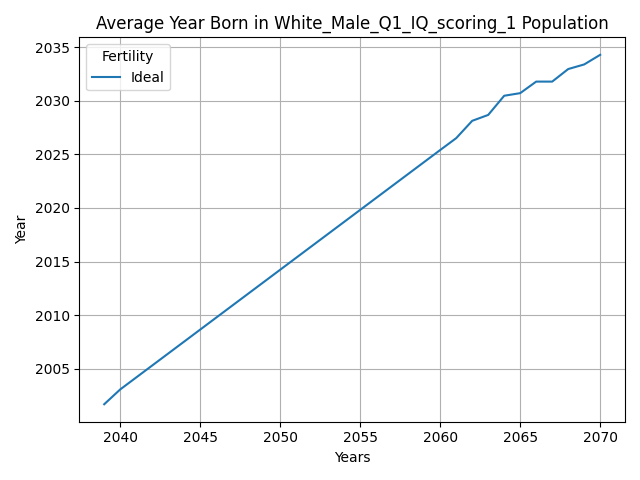 Average Year Born in White_Male_Q1_IQ_scoring_1 Population
Fertility
Ideal
Year
2035
2030
2025
2020
2015
2010
2005
2040 2045 2050 2055 2060 2065 2070
Years